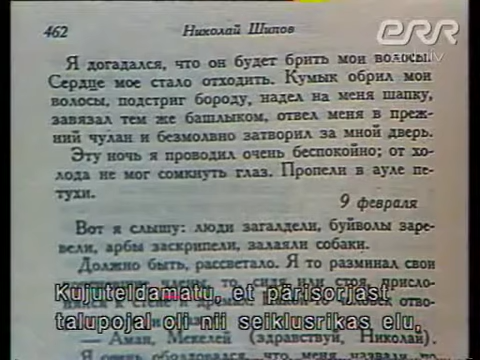 462
Николай Шипов
err
Я догадался, что он будет брить мои волосы.
Сердце мое стало отходить. Кумык обрил мои
волосы, подстриг бороду, надел на меня шапку,
завязал тем же башлыком, отвел меня в преж-
ний чулан и безмолвно затворил за мной дверь.
Эту ночь я проводил очень беспокойно; от хо-
лода не мог сомкнуть глаз. Пропели в ауле пе-
тухи.
9 февраля
Вот я слышу: люди загалдели, буйволы заре-
вели, арбы заскрипели, залаяли собаки.
Должно быть, рассветало. Я то разминал свои
Kujuteldamatu, et pärisorjast
talupojal oli nii seiklusrikas elu,
— Аман, Мекелей (здравствуй, Николай).